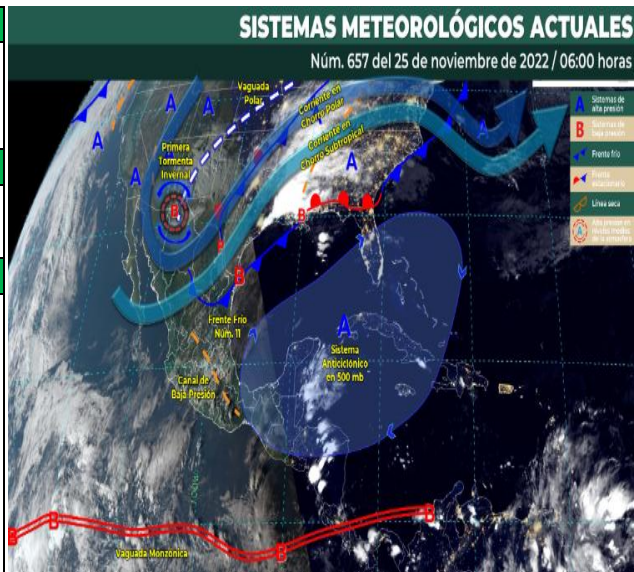 SISTEMAS METEOROLÓGICOS ACTUALES
Núm. 657 del 25 de noviembre de 2022 / 06:00 horas
Vaguada
Polar
Corriente en
Chorro Polar
Corriente en
Chorro Subtropical
A
A
A
A
A
A
A
Primera
Tormenta
Invernal
B
B
B
Frente Frío
Núm. 11
Canal de
Baja Presión
A
Sistema
Anticiclónico
en 500 mb
B
B
B
B
Vaguada Monzónica
A Sistemas de
alta presión
B Sistemas de
baja presión
Frente frío
Frente
estacionario
Línea seca
Alta presión en
niveles medios
de la atmósfera